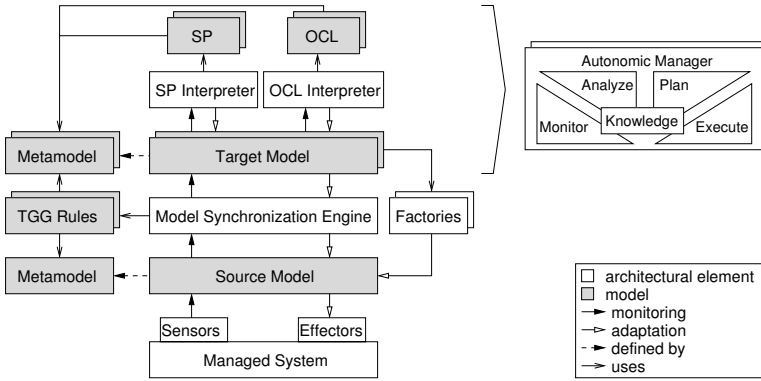 SP
OCL
SP Interpreter
OCL Interpreter
Metamodel
Target Model
TGG Rules
Model Synchronization Engine
Factories
Metamodel
Source Model
Sensors
Effectors
Managed System
Autonomic Manager
Analyze
Plan
Monitor
Knowledge
Execute
architectural element
model
monitoring
adaptation
defined by
uses